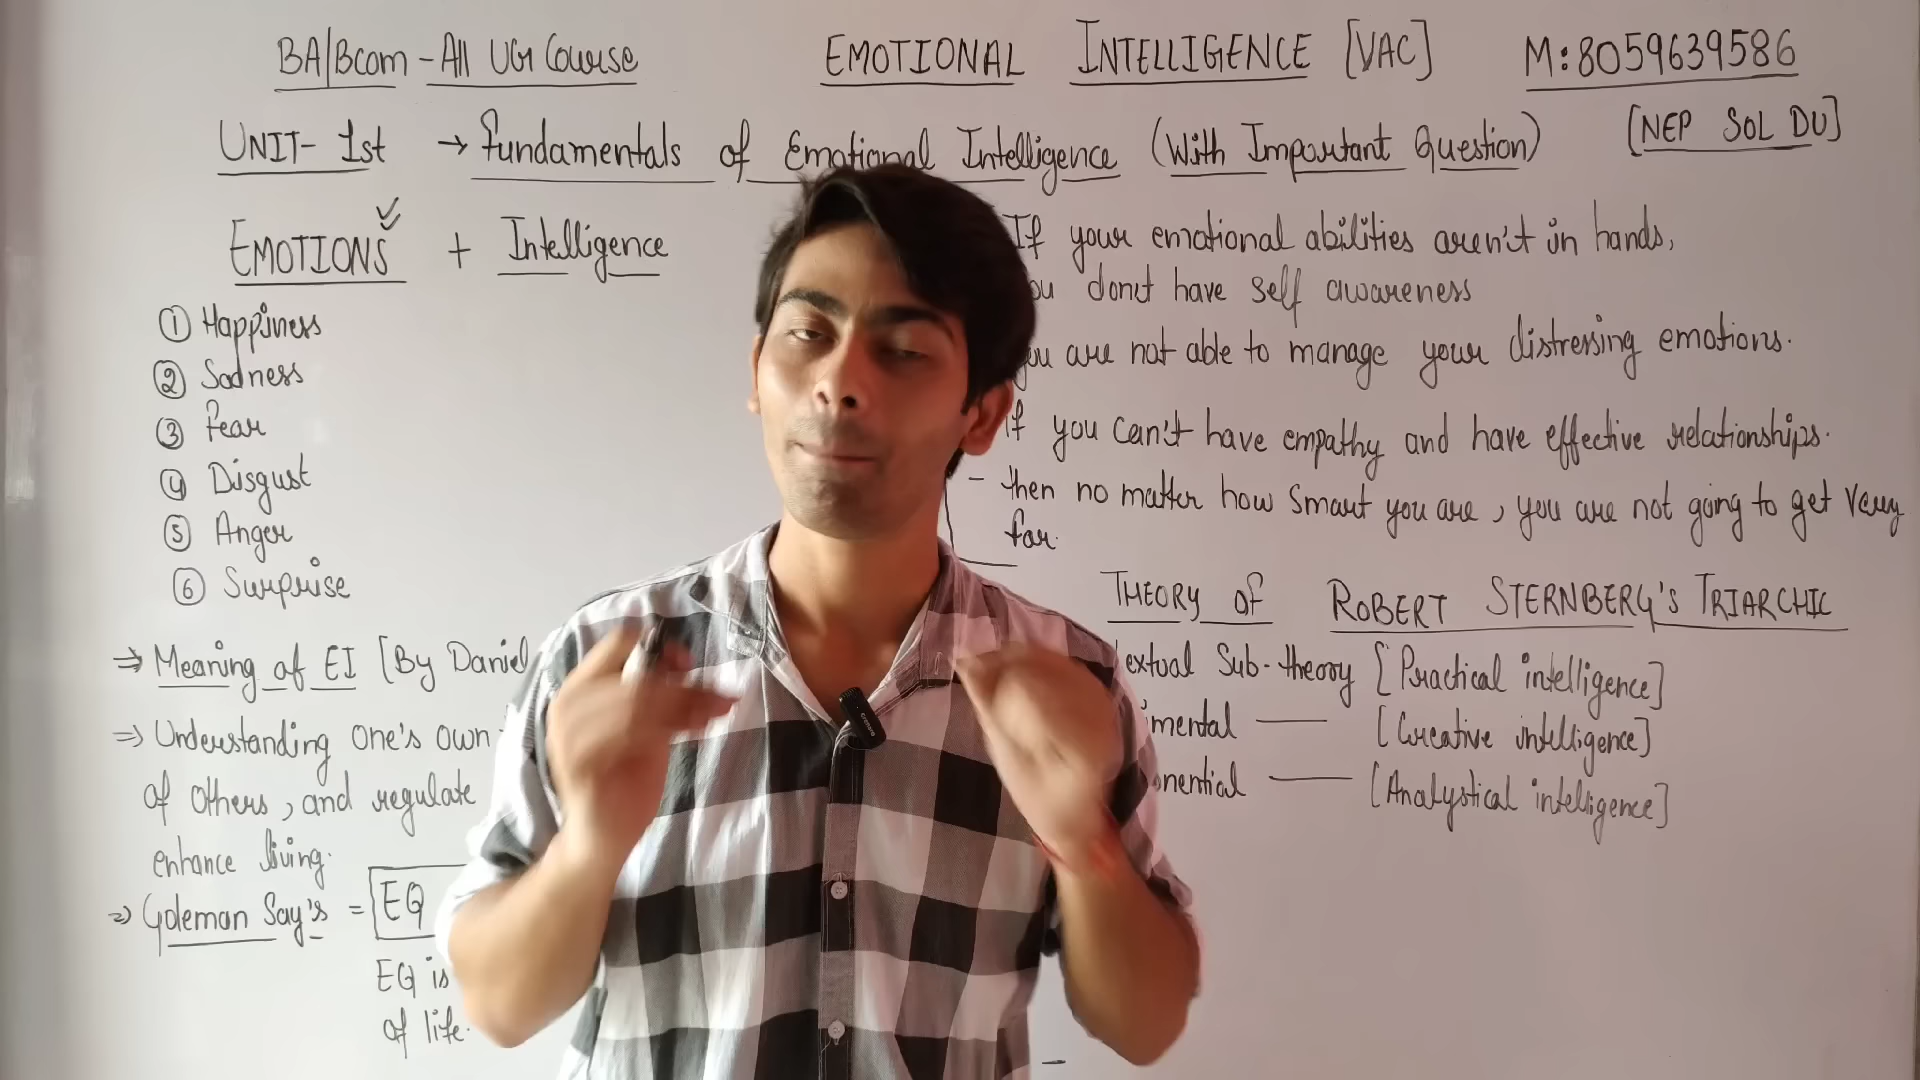 BA/Bcom - All UG Course
EMOTIONAL INTELLIGENCE [VAC]
M:8059639586
UNIT- 1st → Fundamentals of Emotional Intelligence (With Important Question)
[NEP SOL DU]
EMOTIONS + Intelligence
① Happiness
② Sadness
③ Fear
④ Disgust
⑤ Anger
⑥ Surprise
⇒ Meaning of EI [By Daniel
⇒ Understanding one's own
of others, and regulate
enhance living.
⇒ Goleman Say's = EQ
EQ is
of life.
If your emotional abilities aren't in hands,
don't have self awareness
are not able to manage your distressing emotions.
If you can't have empathy and have effective relationships.
- then no matter how smart you are, you are not going to get very
far.
THEORY OF ROBERT STERNBERG'S TRIARCHIC
extual Sub-theory [Practical intelligence]
imental — [Creative intelligence]
onential — [Analystical intelligence]